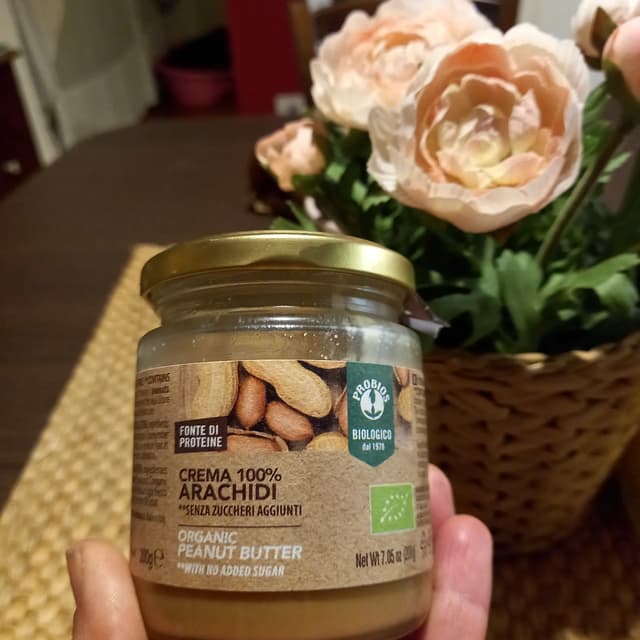 PROBIOS
BIOLOGICO
dal 1978
FONTE DI
PROTEINE
CREMA 100%
ARACHIDI
**SENZA ZUCCHERI AGGIUNTI
ORGANIC
PEANUT BUTTER
**WITH NO ADDED SUGAR
200g e
Net Wt 7.05 oz (200g)